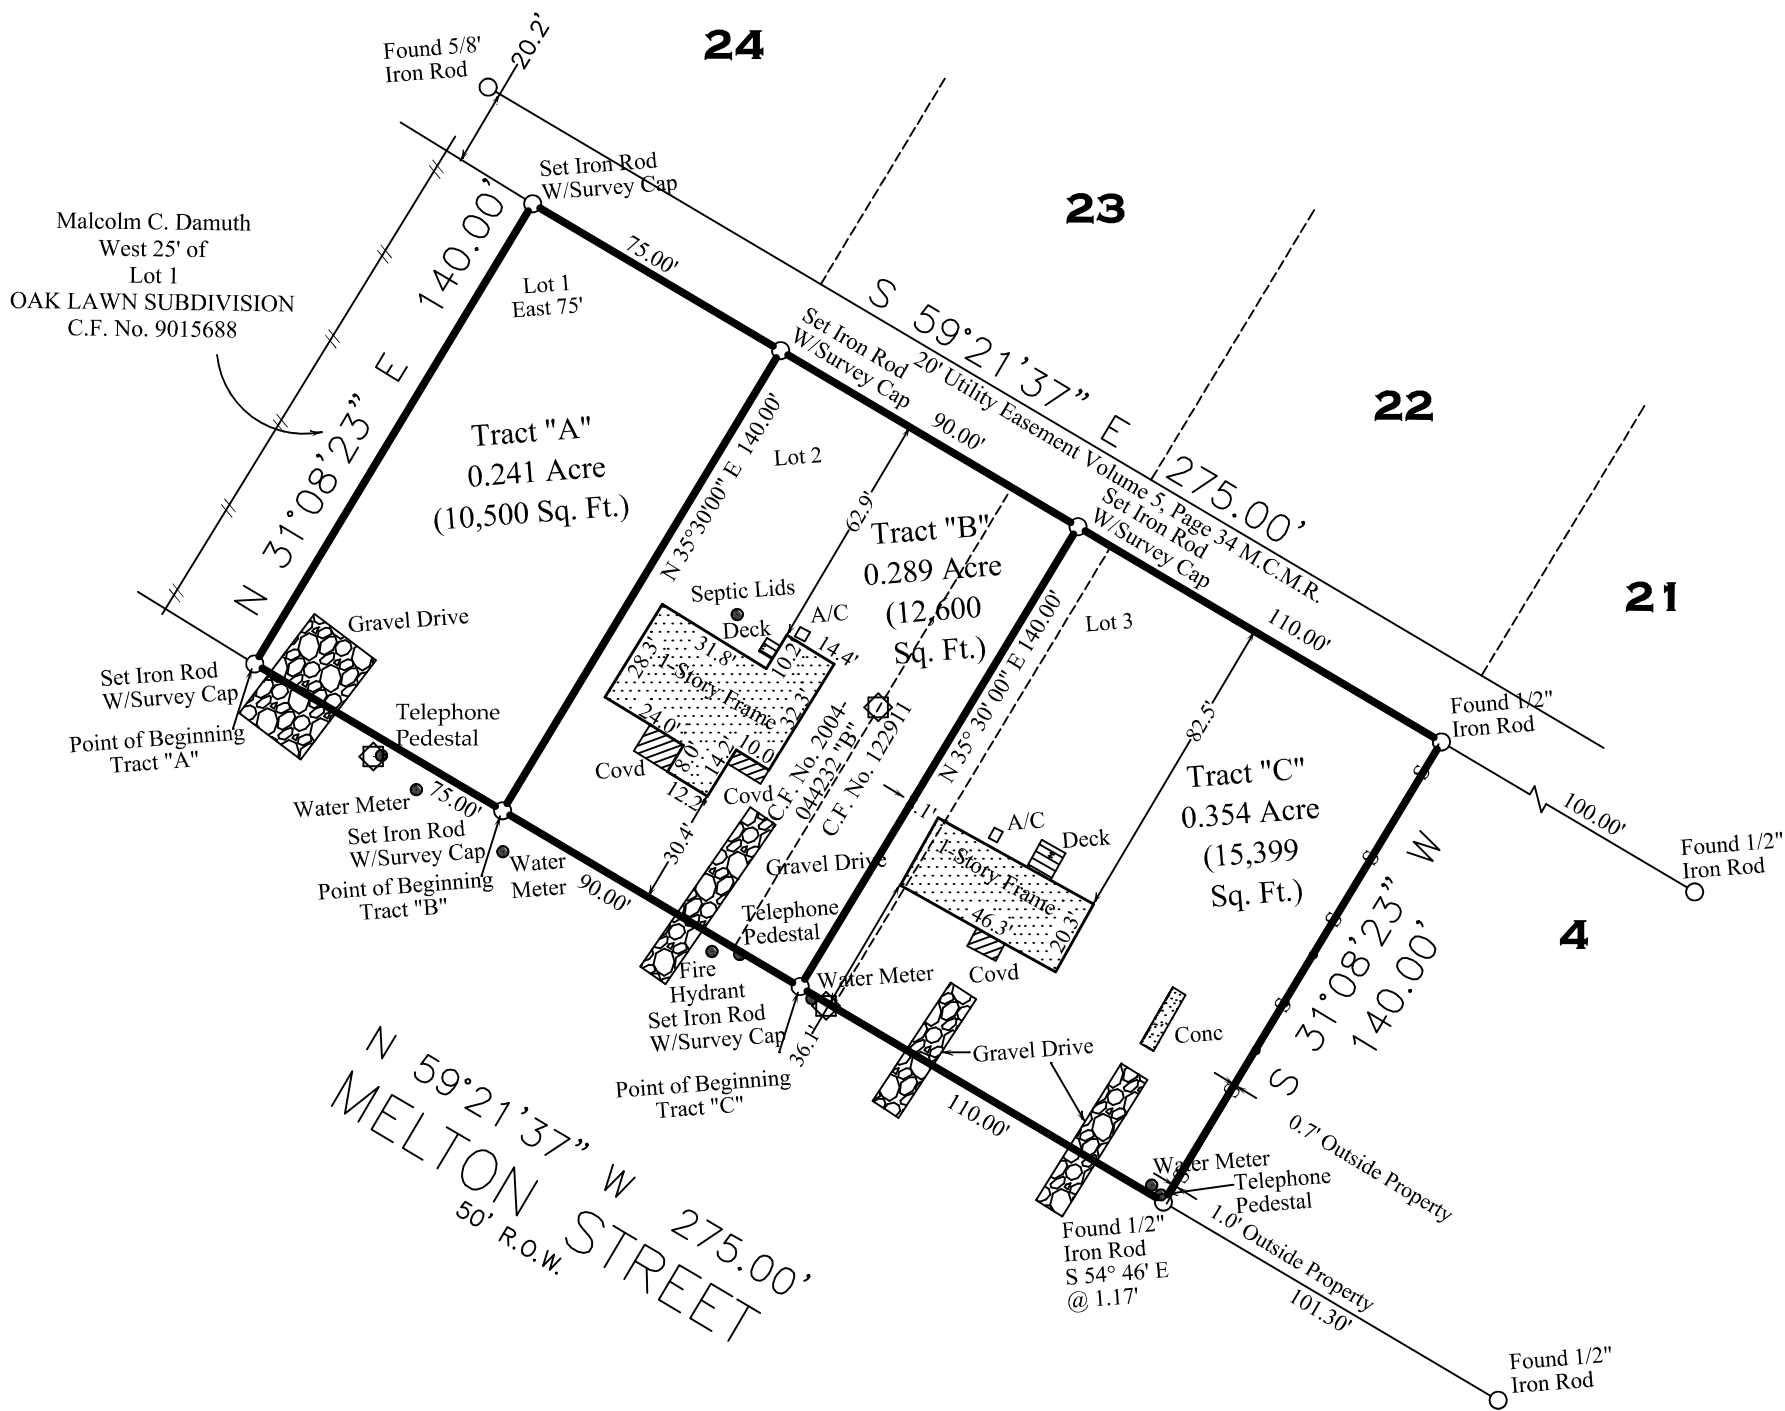 24
Found 5/8'
Iron Rod
20.2'
Set Iron Rod
W/Survey Cap
23
Malcolm C. Damuth
West 25' of
Lot 1
OAK LAWN SUBDIVISION
C.F. No. 9015688
N 31°08'23" E 140.00'
75.00'
Lot 1
East 75'
S 59°21'37" E 275.00'
20' Utility Easement Volume 5, Page 34 M.C.M.R.
Set Iron Rod
W/Survey Cap
22
Tract "A"
0.241 Acre
(10,500 Sq. Ft.)
N 35°30'00" E 140.00'
Lot 2
90.00'
62.9'
Set Iron Rod
W/Survey Cap
Tract "B"
0.289 Acre
(12,600
Sq. Ft.)
21
Septic Lids
Deck
A/C
Gravel Drive
31.8'
10.2'
14.4'
28.3'
1-Story Frame
32.3'
24.0'
8.0'
14.2'
10.0'
12.2'
Covd
Covd
30.4'
C.F. No. 2004-
044232 "B"
C.F. No. 122911
N 35° 30' 00" E 140.00'
Lot 3
110.00'
82.5'
Found 1/2"
Iron Rod
Set Iron Rod
W/Survey Cap
Point of Beginning
Tract "A"
Telephone
Pedestal
Water Meter
75.00'
Set Iron Rod
W/Survey Cap
Point of Beginning
Tract "B"
Water
Meter
90.00'
Gravel Drive
Telephone
Pedestal
Fire
Hydrant
Set Iron Rod
W/Survey Cap
Water Meter
Point of Beginning
Tract "C"
36.1'
.1'
A/C
Deck
1-Story Frame
46.3'
20.3'
Covd
Tract "C"
0.354 Acre
(15,399
Sq. Ft.)
100.00'
Found 1/2"
Iron Rod
4
S 31°08'23" W
140.00'
Conc
Gravel Drive
110.00'
0.7' Outside Property
Water Meter
Telephone
Pedestal
1.0' Outside Property
Found 1/2"
Iron Rod
S 54° 46' E
@ 1.17'
101.30'
Found 1/2"
Iron Rod
N 59°21'37" W 275.00'
MELTON STREET
50' R.O.W.
S
S
S
S
S
S